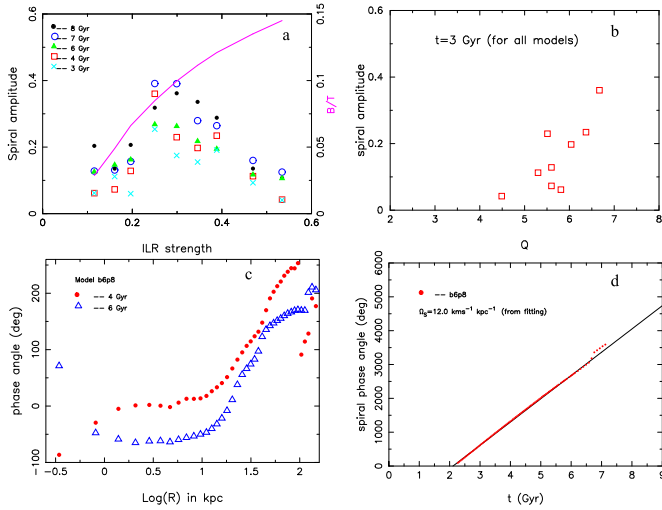 a
8 Gyr
7 Gyr
6 Gyr
4 Gyr
3 Gyr
Spiral amplitude
0 0.2 0.4 0.6
0 0.2 0.4 0.6
ILR strength
0 0.05 0.1 0.15
B/T
b
t=3 Gyr (for all models)
Spiral amplitude
0 0.2 0.4 0.6
2 3 4 5 6 7 8
Q
c
Model b6p8
4 Gyr
6 Gyr
phase angle (deg)
-100 0 100 200
-0.5 0.0 0.5 1.0 1.5 2.0
Log(R) in kpc
d
b6p8
Ωs=12.0 kms⁻¹ kpc⁻¹ (from fitting)
spiral phase angle (deg)
0 1000 2000 3000 4000 5000 6000
0 1 2 3 4 5 6 7 8 9
t (Gyr)